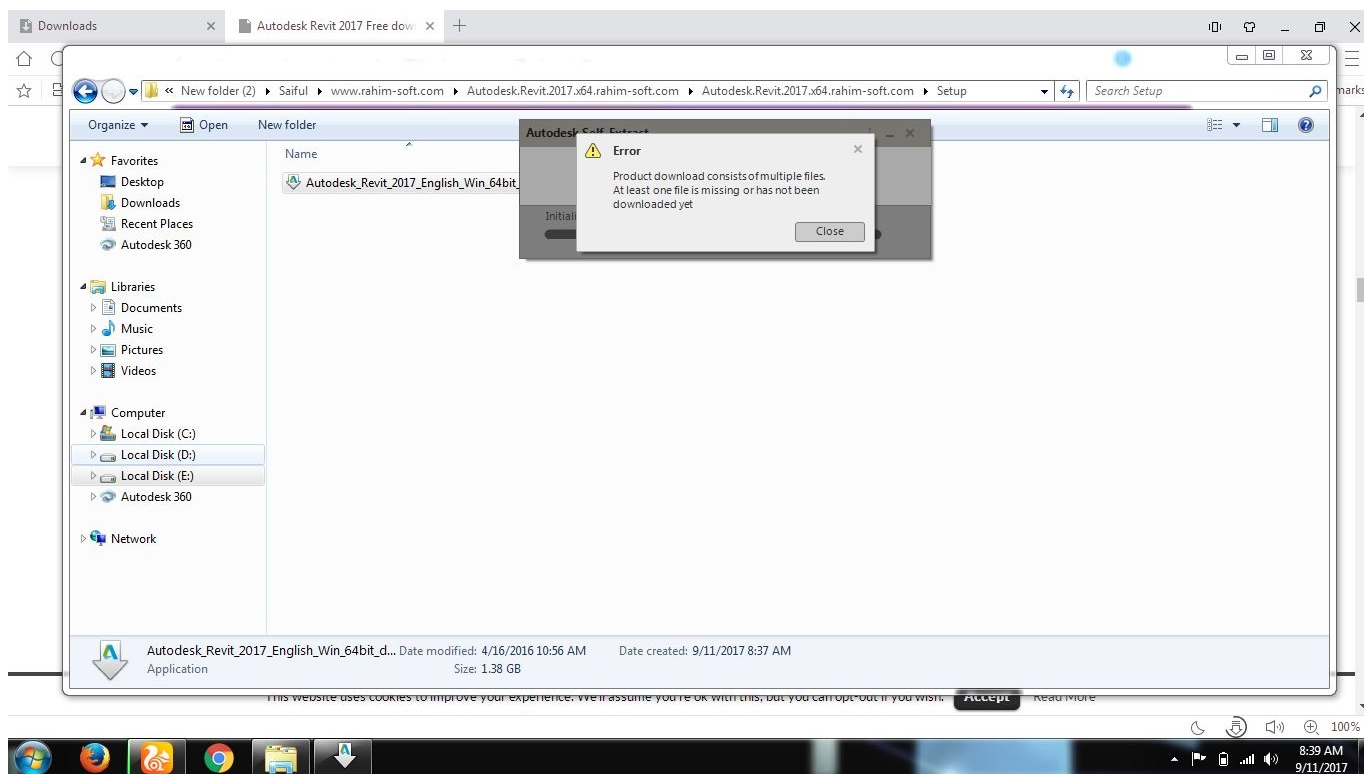 Downloads
Autodesk Revit 2017 Free dow
« New folder (2) Saiful www.rahim-soft.com Autodesk.Revit.2017.x64.rahim-soft.com Autodesk.Revit.2017.x64.rahim-soft.com Setup
Search Setup
marks
Organize Open New folder
Favorites
Desktop
Downloads
Recent Places
Autodesk 360
Libraries
Documents
Music
Pictures
Videos
Computer
Local Disk (C:)
Local Disk (D:)
Local Disk (E:)
Autodesk 360
Network
Name
Autodesk_Revit_2017_English_Win_64bit_
Autodesk Self-Extract
Initiali
Error
Product download consists of multiple files.
At least one file is missing or has not been
downloaded yet
Close
Autodesk_Revit_2017_English_Win_64bit_d... Date modified: 4/16/2016 10:56 AM Date created: 9/11/2017 8:37 AM
Application Size: 1.38 GB
This website uses cookies to improve your experience. We'll assume you're ok with this, but you can opt-out if you wish. Accept Read More
100%
8:39 AM
9/11/2017